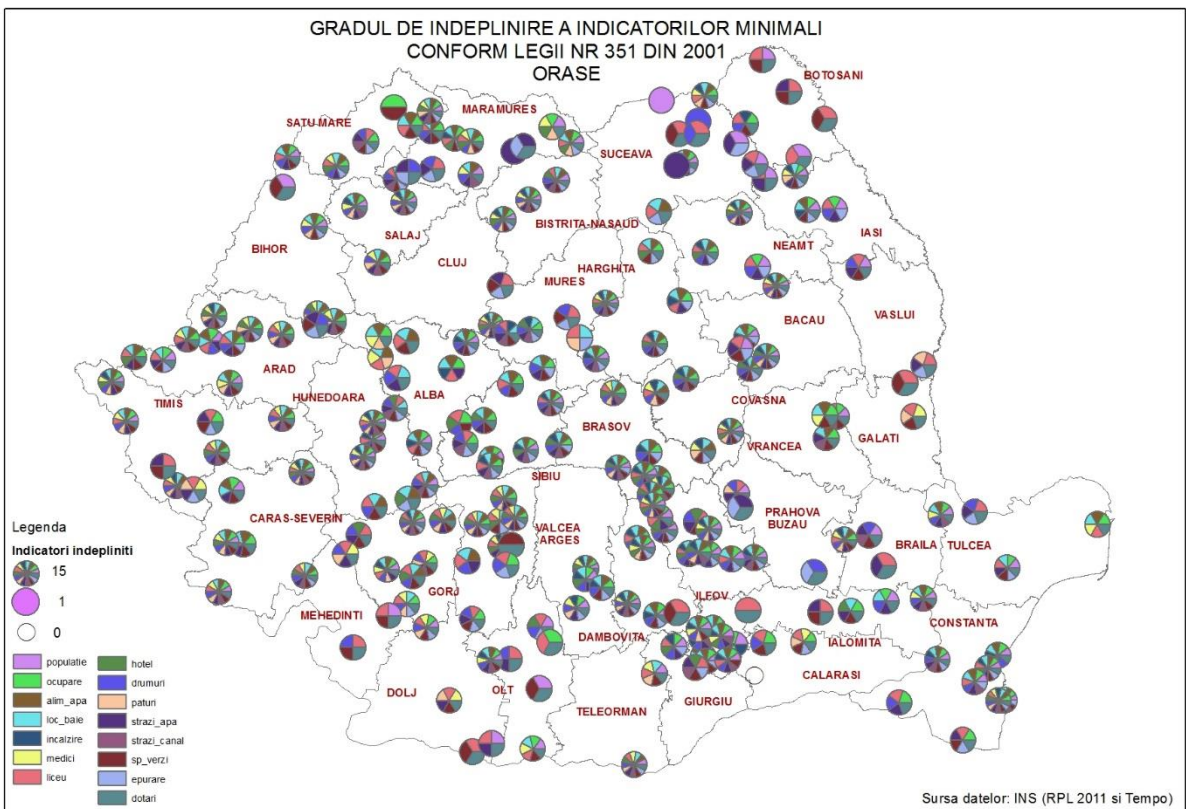 GRADUL DE INDEPLINIRE A INDICATORILOR MINIMALI
CONFORM LEGII NR 351 DIN 2001
ORASE
BOTOSANI
MARAMURES
SATU MARE
SUCEAVA
BISTRITA-NASAUD
IASI
SALAJ
NEAMT
BIHOR
CLUJ
HARGHITA
MURES
BACAU
VASLUI
ARAD
HUNEDOARA
ALBA
COVASNA
TIMIS
BRASOV
VRANCEA
GALATI
SIBIU
CARAS-SEVERIN
VALCEA
ARGES
PRAHOVA
BUZAU
BRAILA
TULCEA
GORJ
ILFOV
MEHEDINTI
DAMBOVITA
IALOMITA
CONSTANTA
CALARASI
DOLJ
OLT
GIURGIU
TELEORMAN
Legenda
Indicatori indepliniti
15
1
0
populatie
ocupare
alim_apa
loc_baie
incalzire
medici
liceu
hotel
drumuri
paturi
strazi_apa
strazi_canal
sp_verzi
epurare
dotari
Sursa datelor: INS (RPL 2011 si Tempo)